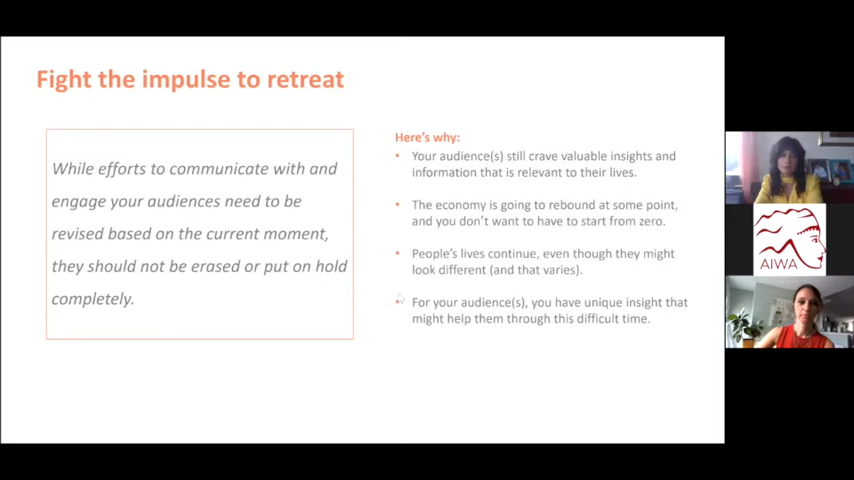 Fight the impulse to retreat
While efforts to communicate with and
engage your audiences need to be
revised based on the current moment,
they should not be erased or put on hold
completely.
Here's why:
• Your audience(s) still crave valuable insights and
information that is relevant to their lives.
• The economy is going to rebound at some point,
and you don't want to have to start from zero.
• People's lives continue, even though they might
look different (and that varies).
• For your audience(s), you have unique insight that
might help them through this difficult time.
AIWA